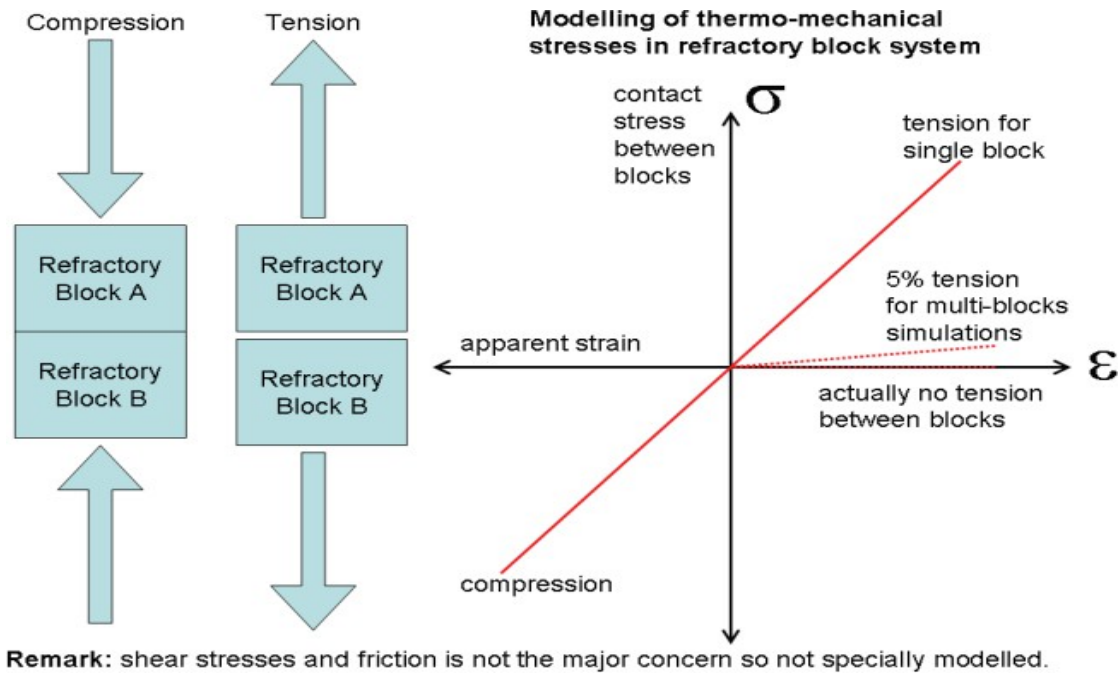 Compression
Tension
Modelling of thermo-mechanical
stresses in refractory block system
Refractory
Block A
Refractory
Block B
Refractory
Block A
Refractory
Block B
contact
stress
between
blocks
σ
tension for
single block
5% tension
for multi-blocks
simulations
apparent strain
ε
actually no tension
between blocks
compression
Remark: shear stresses and friction is not the major concern so not specially modelled.